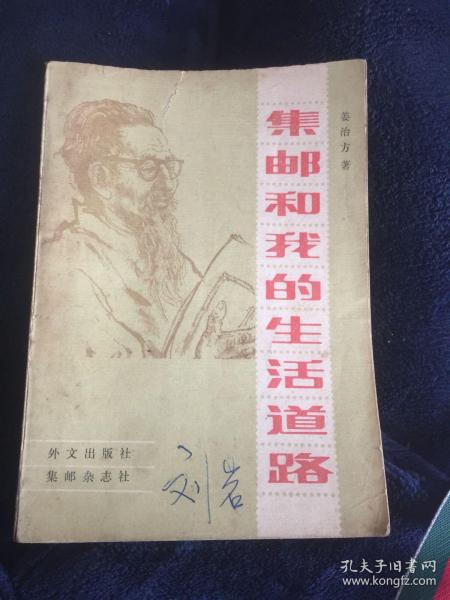 集邮和我的生活道路
姜治方著
外文出版社
集邮杂志社
刘岩
孔夫子旧书网
www.kongfz.com